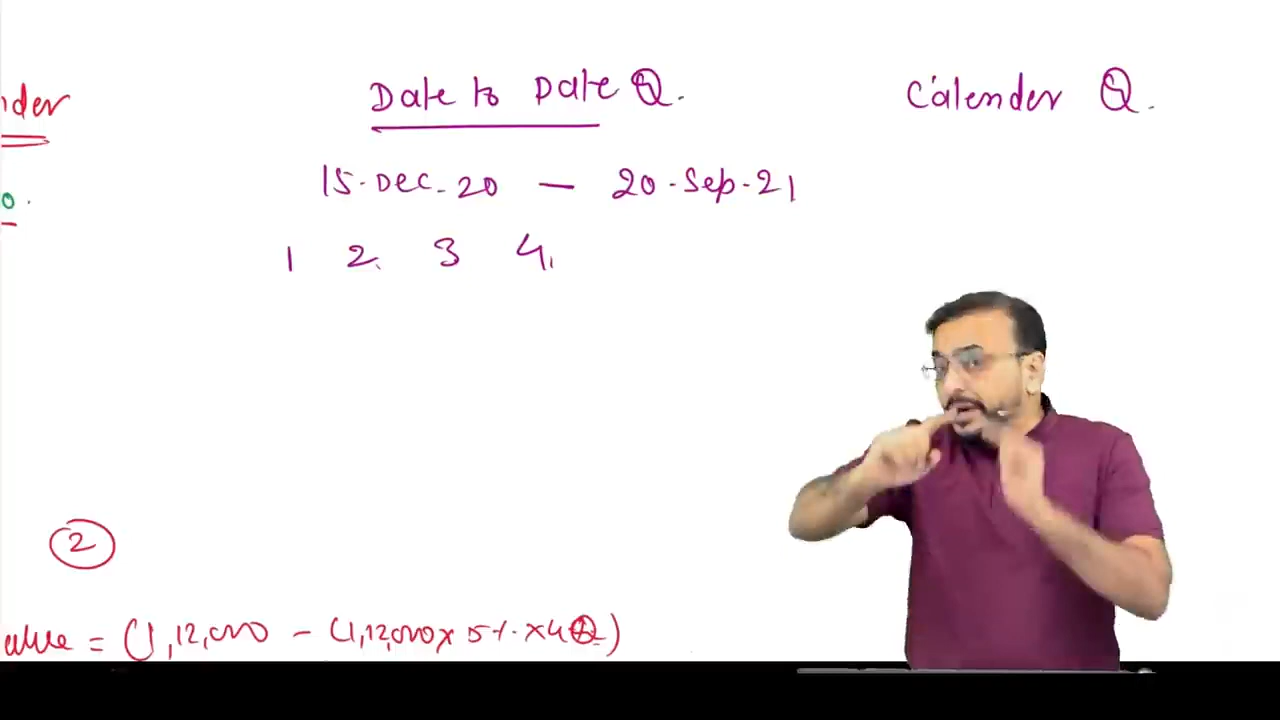 nder
Date to Date Q.
Calender Q.
0.
15-Dec-20 — 20-Sep-21
1 2. 3 4.
2
alue = (1,12,000 - (1,12,000 x 5% x 4Q)